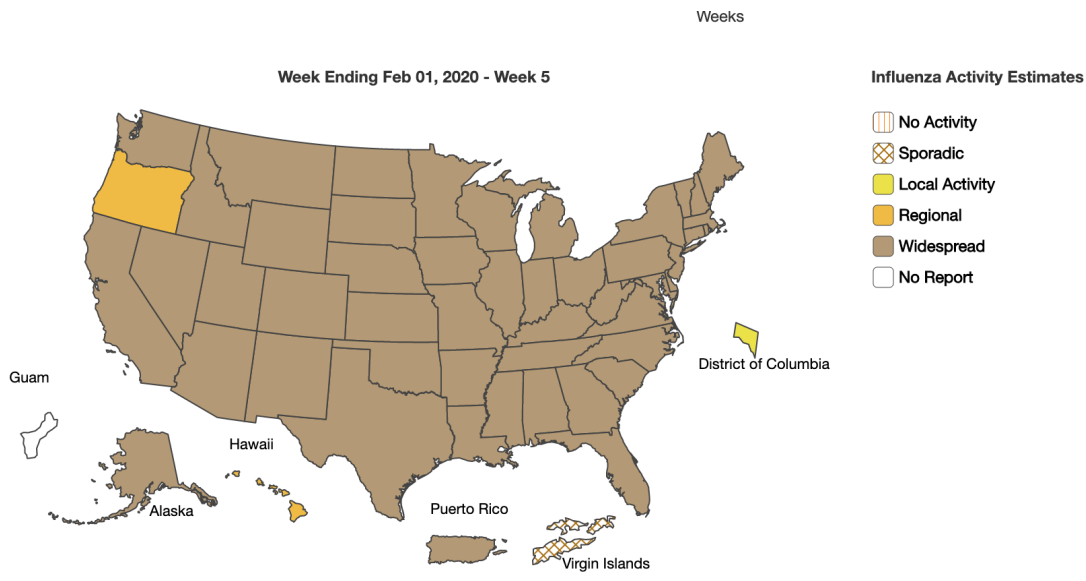 Weeks
Week Ending Feb 01, 2020 - Week 5
Influenza Activity Estimates
No Activity
Sporadic
Local Activity
Regional
Widespread
No Report
District of Columbia
Guam
Hawaii
Alaska
Puerto Rico
Virgin Islands